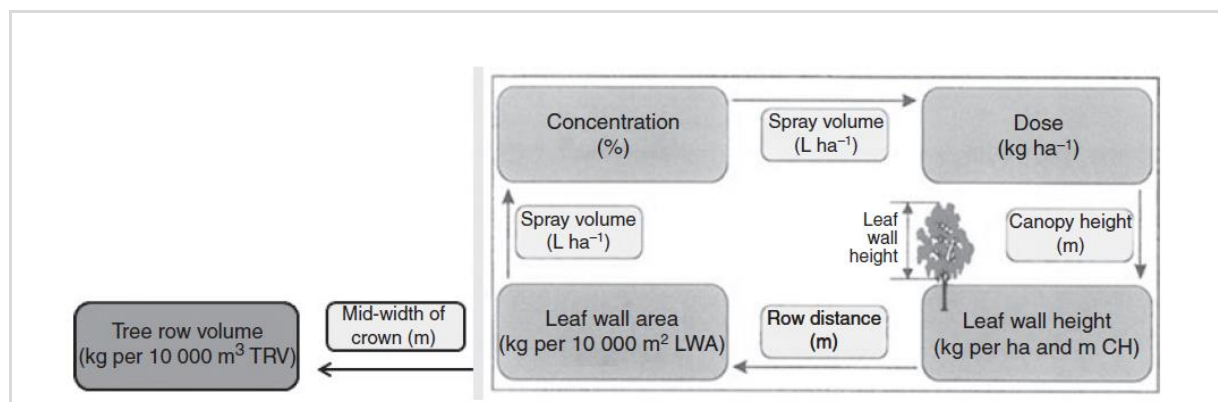 Concentration
(%)
Spray volume
(L ha⁻¹)
Dose
(kg ha⁻¹)
Spray volume
(L ha⁻¹)
Leaf
wall
height
Canopy height
(m)
Tree row volume
(kg per 10 000 m³ TRV)
Mid-width of
crown (m)
Leaf wall area
(kg per 10 000 m² LWA)
Row distance
(m)
Leaf wall height
(kg per ha and m CH)